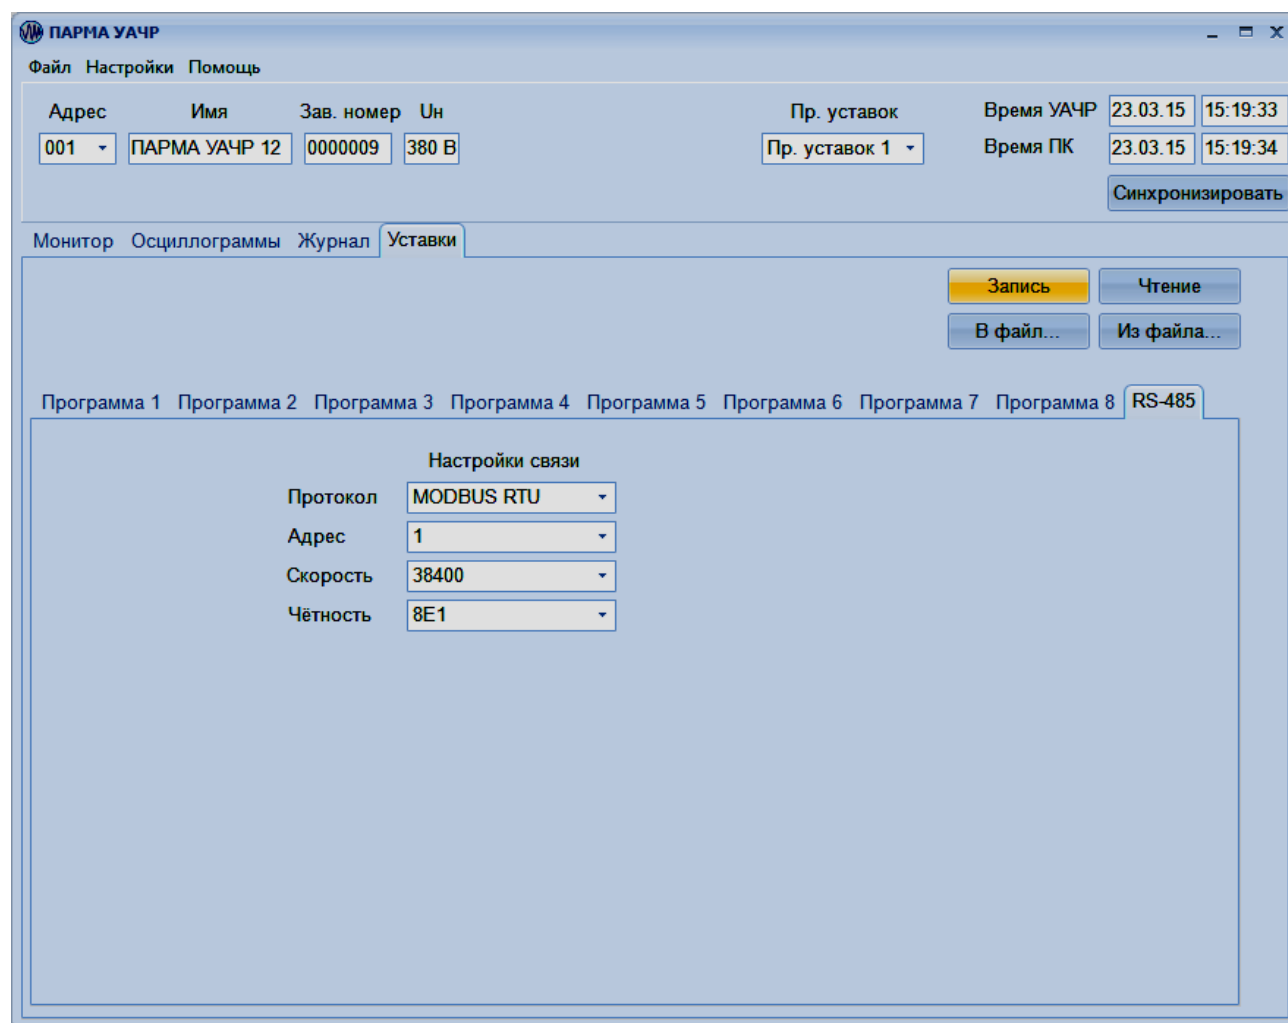 ПАРМА УАЧР
Файл Настройки Помощь
Адрес Имя Зав. номер Uн Пр. уставок Время УАЧР 23.03.15 15:19:33
001 ПАРМА УАЧР 12 0000009 380 В Пр. уставок 1 Время ПК 23.03.15 15:19:34
Синхронизировать
Монитор Осциллограммы Журнал Уставки
Запись Чтение
В файл... Из файла...
Программа 1 Программа 2 Программа 3 Программа 4 Программа 5 Программа 6 Программа 7 Программа 8 RS-485
Настройки связи
Протокол MODBUS RTU
Адрес 1
Скорость 38400
Чётность 8E1